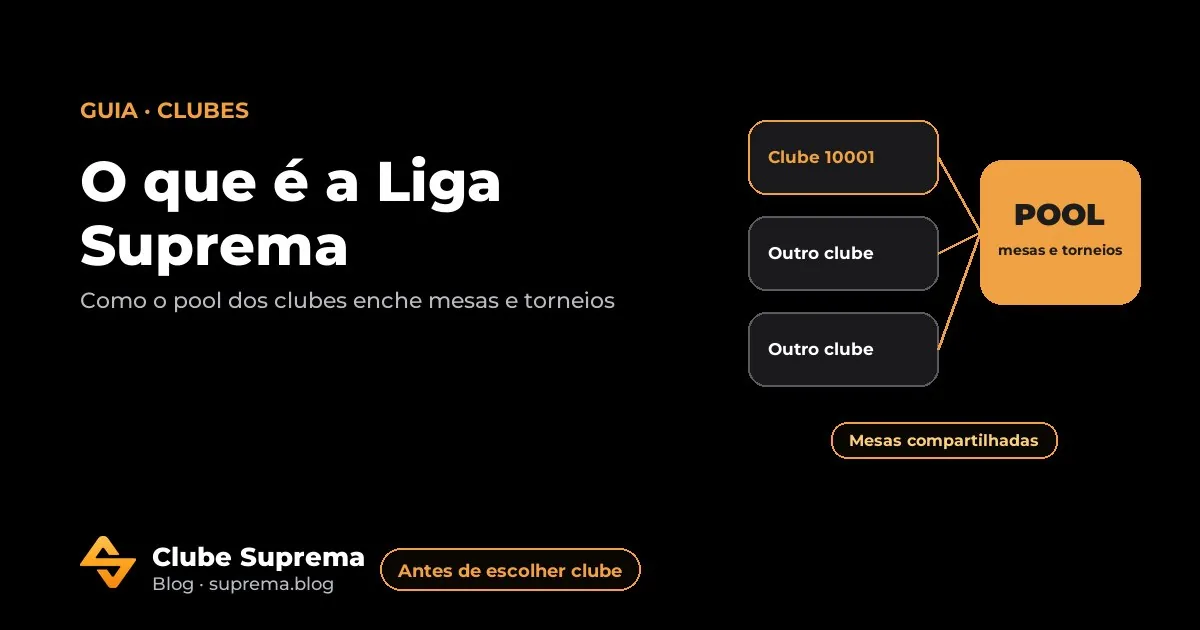 GUIA · CLUBES
O que é a Liga
Suprema
Como o pool dos clubes enche mesas e torneios
Clube 10001
Outro clube
Outro clube
POOL
mesas e torneios
Mesas compartilhadas
Clube Suprema
Blog · suprema.blog
Antes de escolher clube